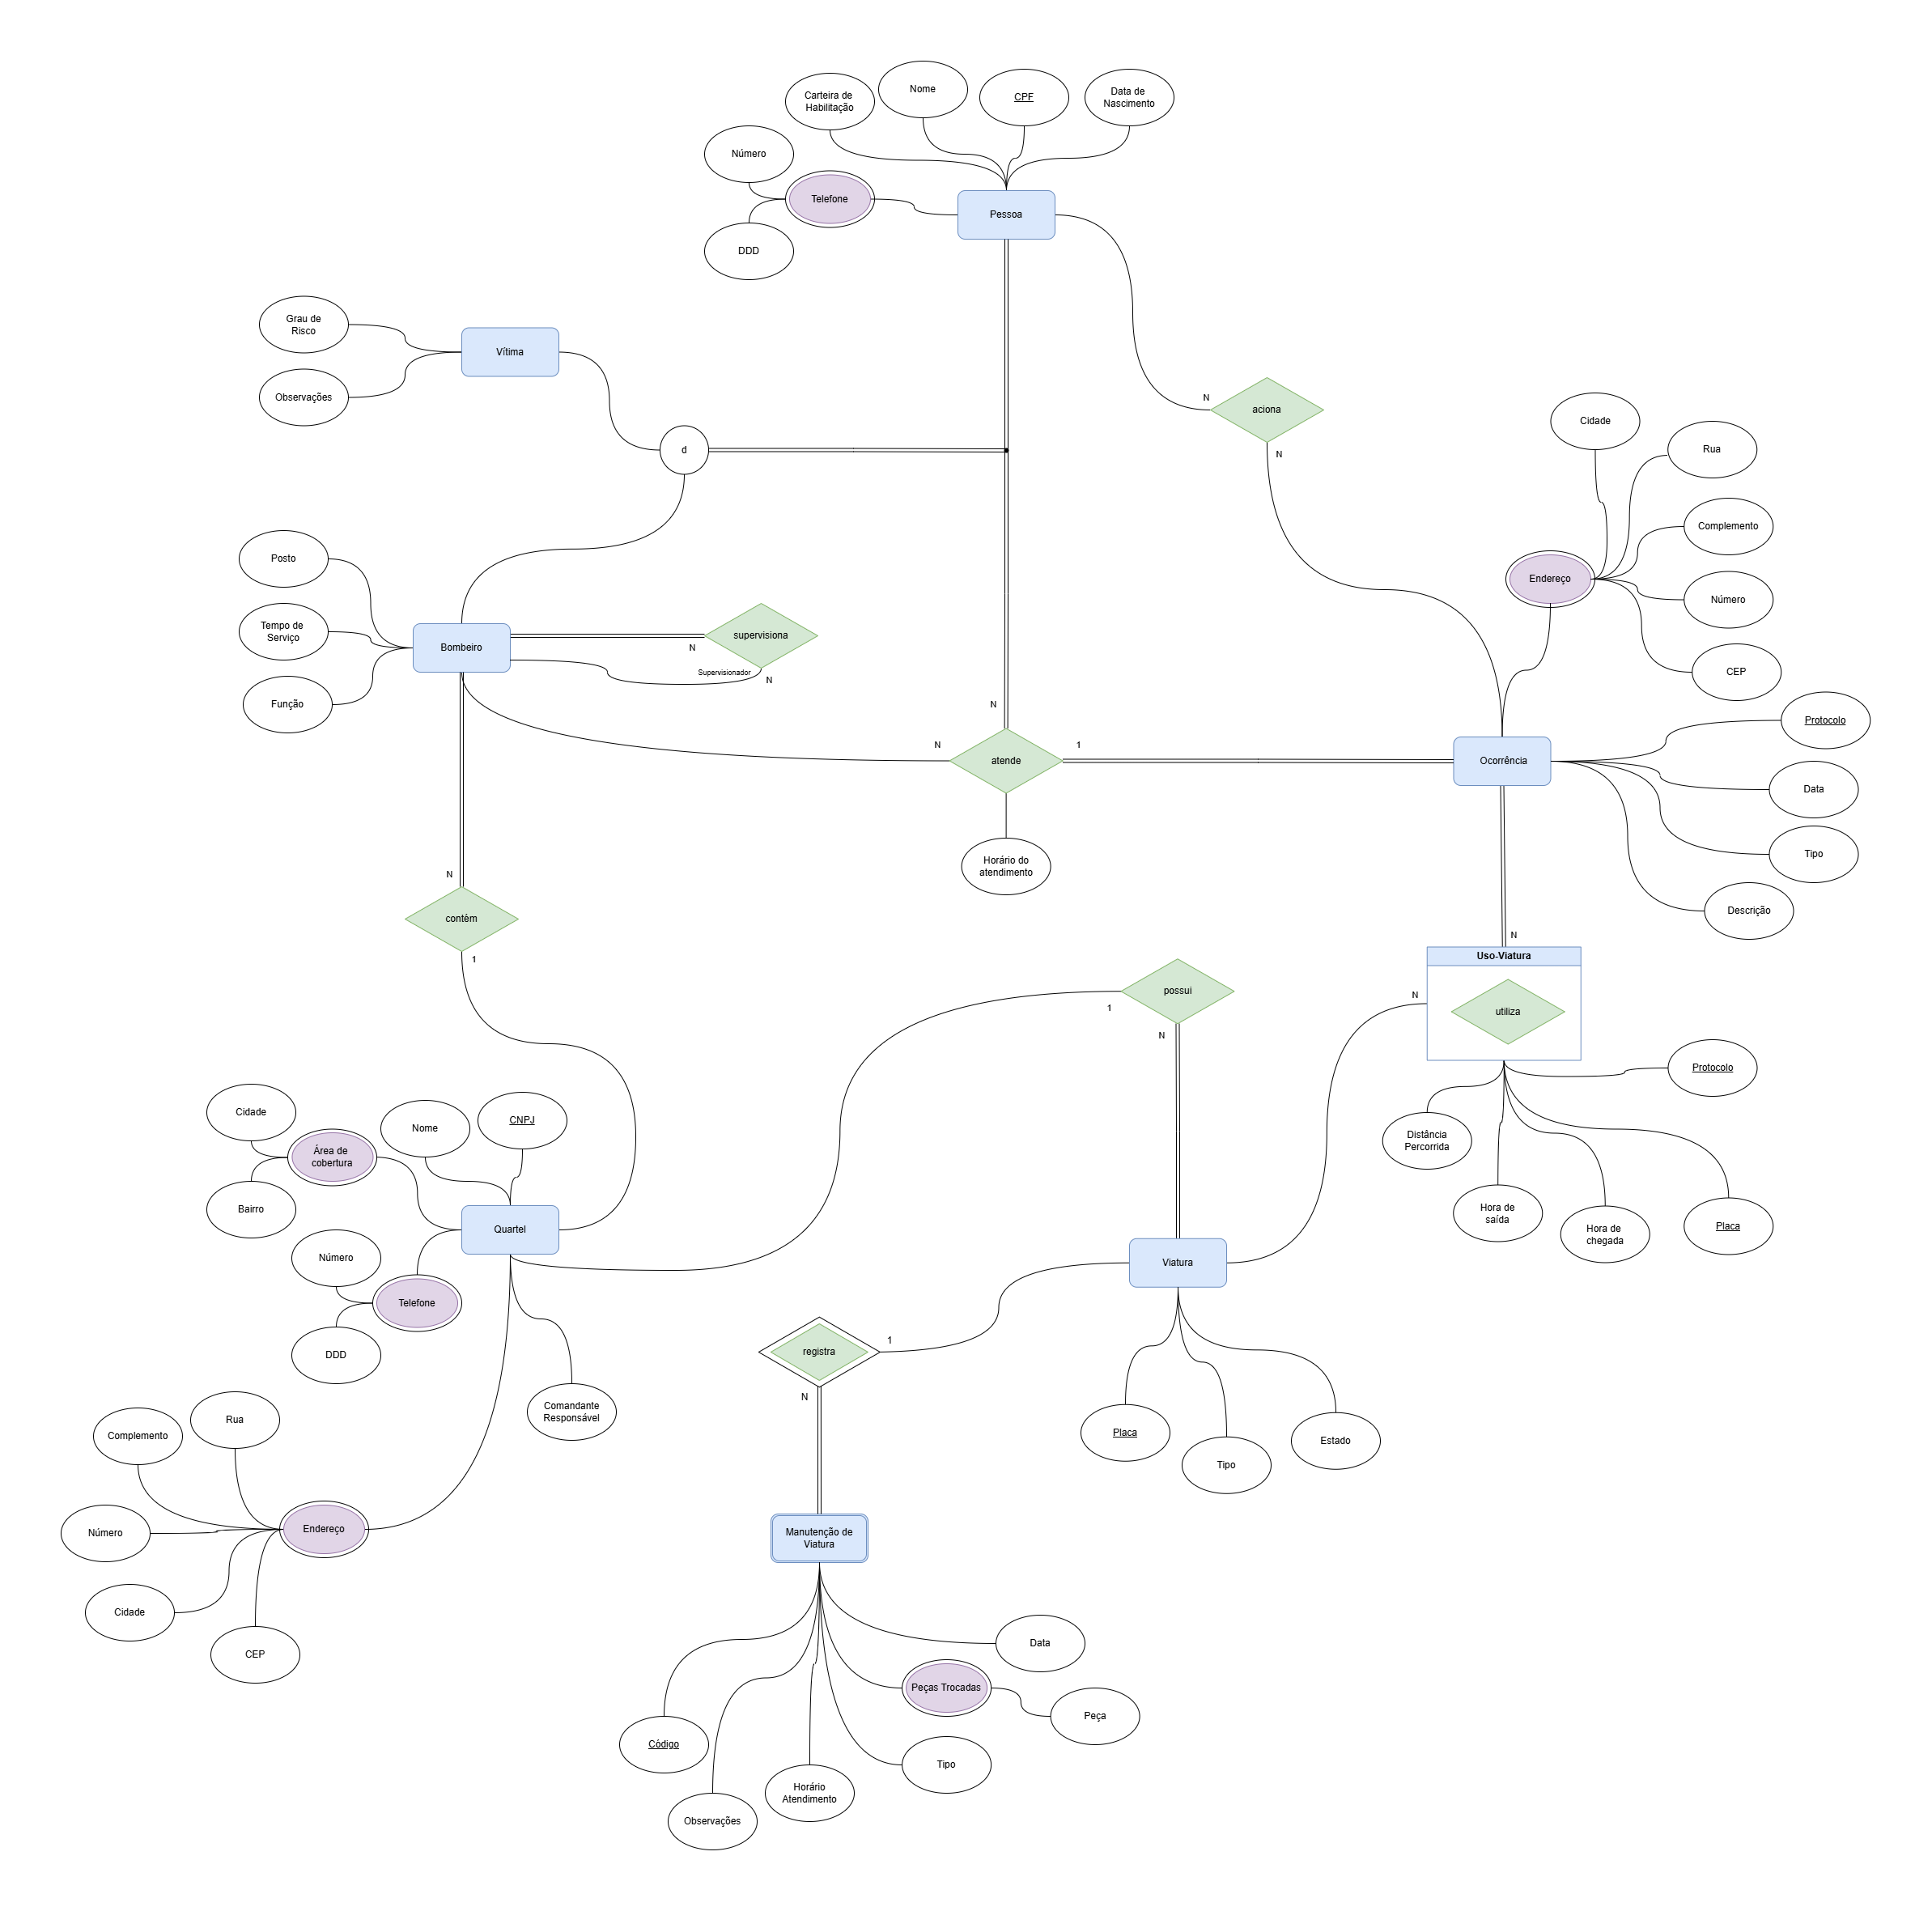 Carteira de
Habilitação
Nome
CPF
Data de
Nascimento
Número
Telefone
DDD
Pessoa
Grau de
Risco
Observações
Vítima
N
aciona
N
d
Cidade
Rua
Complemento
Endereço
Número
CEP
Posto
Tempo de
Serviço
Função
Bombeiro
supervisiona
N
Supervisionador
N
N
N
atende
1
Horário do
atendimento
Ocorrência
Protocolo
Data
Tipo
Descrição
N
contém
1
N
Uso-Viatura
utiliza
N
possui
1
N
Protocolo
Distância
Percorrida
Hora de
saída
Hora de
chegada
Placa
Cidade
Área de
cobertura
Bairro
Nome
CNPJ
Quartel
Número
Telefone
DDD
Comandante
Responsável
Viatura
registra
1
N
Placa
Tipo
Estado
Rua
Complemento
Número
Endereço
Cidade
CEP
Manutenção de
Viatura
Data
Peças Trocadas
Peça
Tipo
Código
Horário
Atendimento
Observações